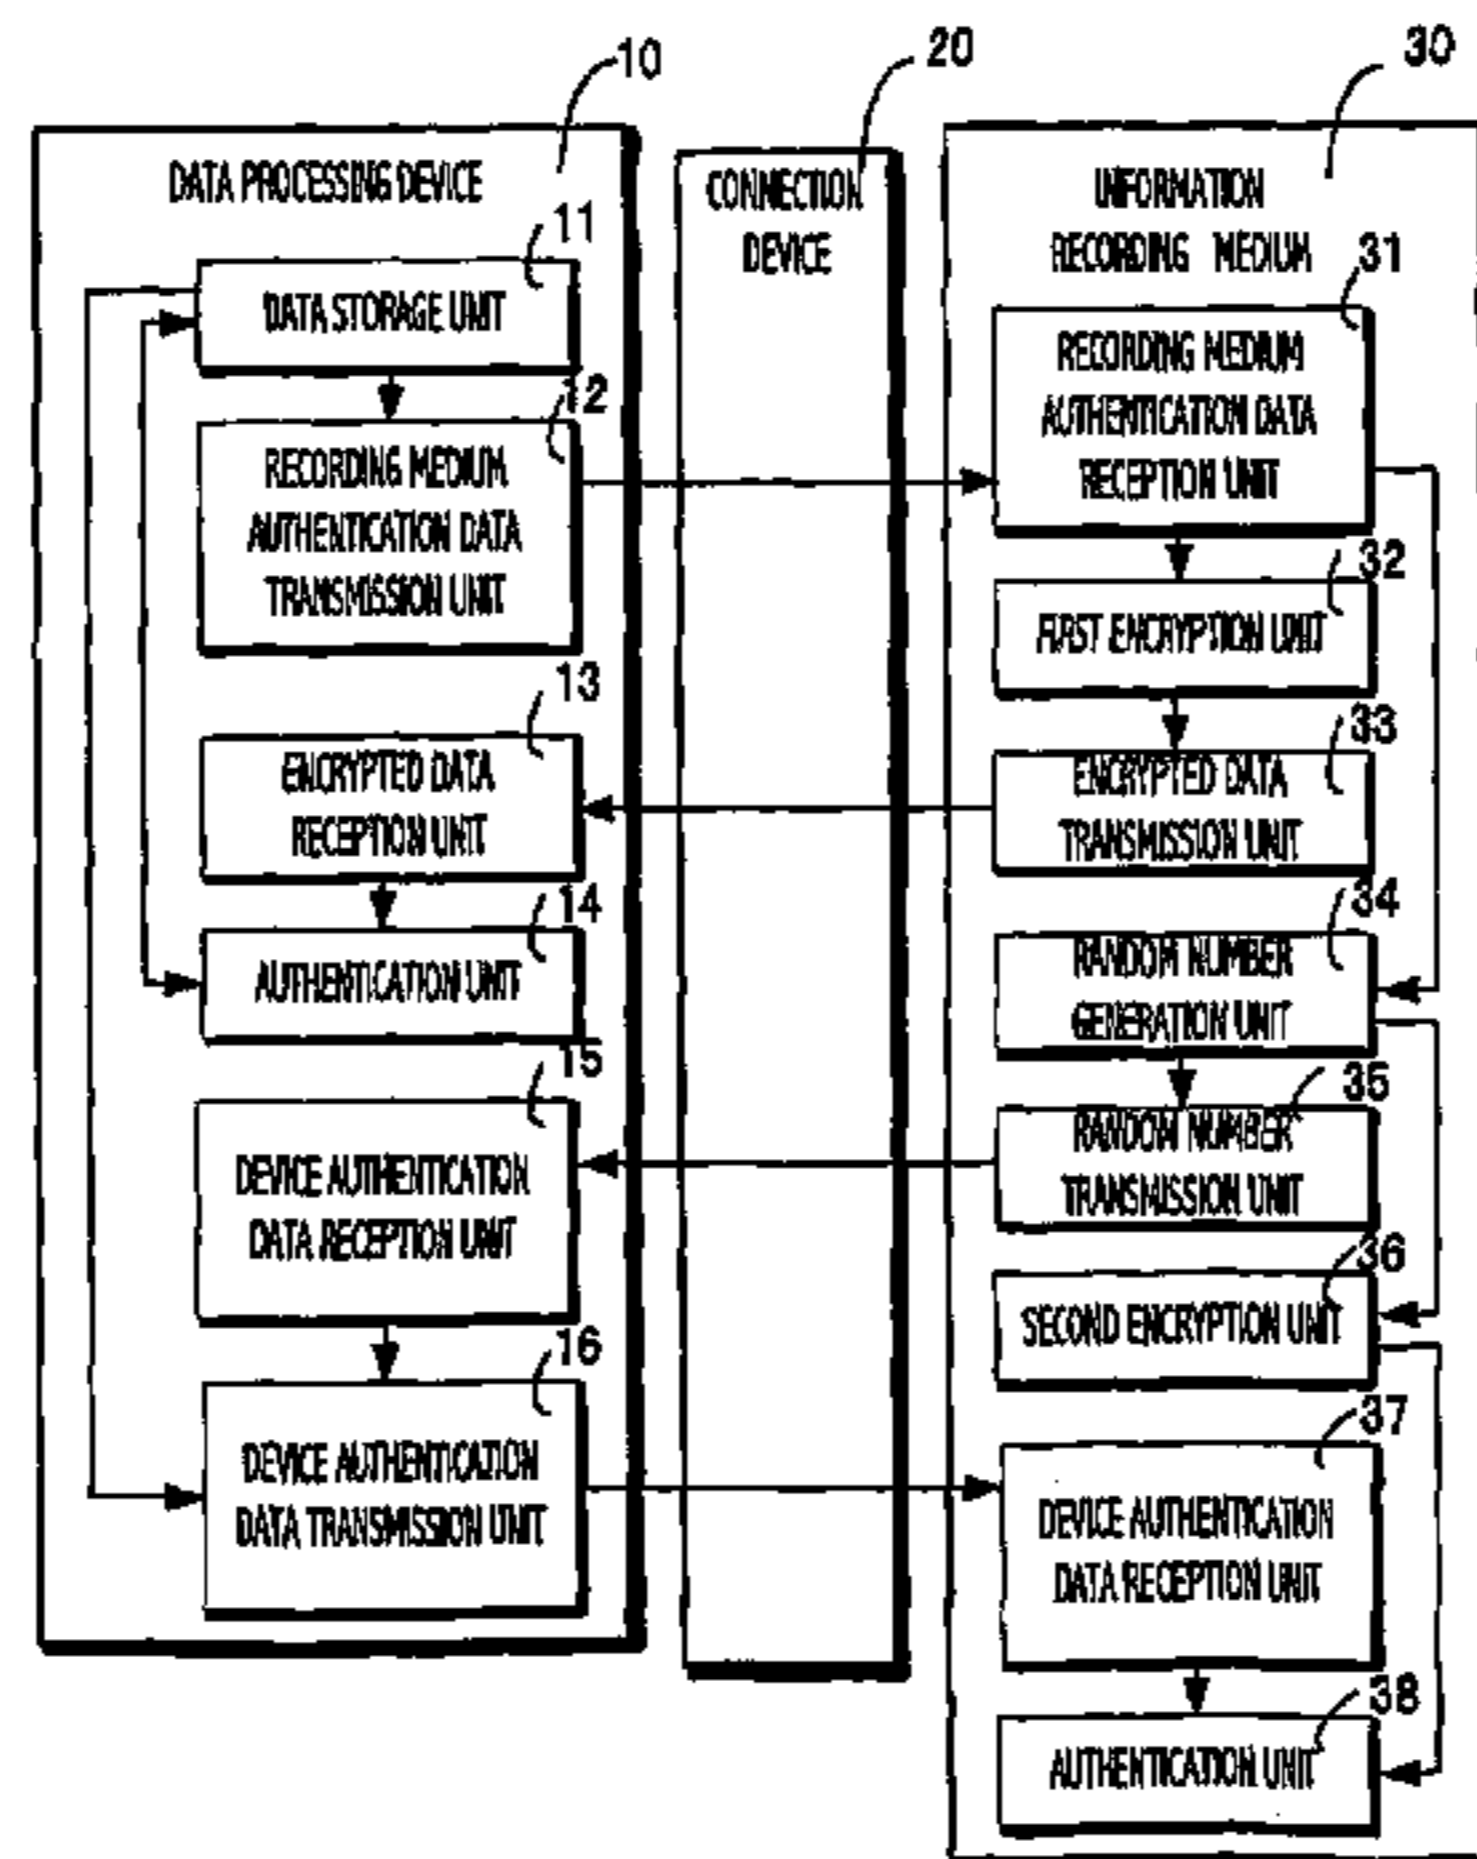 10
20
30
DATA PROCESSING DEVICE
11
DATA STORAGE UNIT
12
RECORDING MEDIUM
AUTHENTICATION DATA
TRANSMISSION UNIT
13
ENCRYPTED DATA
RECEPTION UNIT
14
AUTHENTICATION UNIT
15
DEVICE AUTHENTICATION
DATA RECEPTION UNIT
16
DEVICE AUTHENTICATION
DATA TRANSMISSION UNIT
CONNECTION
DEVICE
INFORMATION
RECORDING MEDIUM
31
RECORDING MEDIUM
AUTHENTICATION DATA
RECEPTION UNIT
32
FIRST ENCRYPTION UNIT
33
ENCRYPTED DATA
TRANSMISSION UNIT
34
RANDOM NUMBER
GENERATION UNIT
35
RANDOM NUMBER
TRANSMISSION UNIT
36
SECOND ENCRYPTION UNIT
37
DEVICE AUTHENTICATION
DATA RECEPTION UNIT
38
AUTHENTICATION UNIT